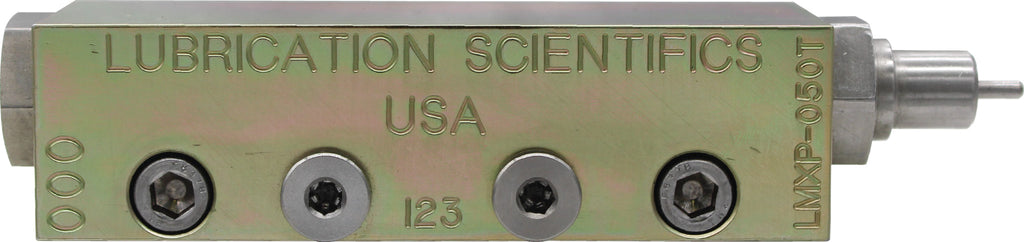 LUBRICATION SCIENTIFICS
USA
000
123
LMXP-050T